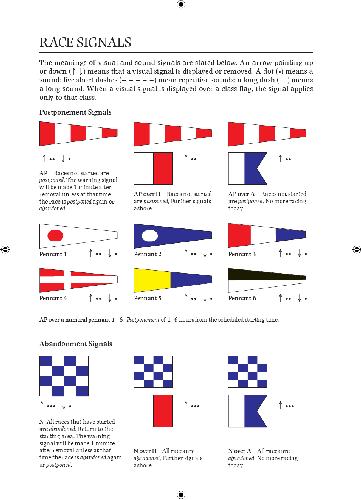 RACE SIGNALS
The meanings of visual and sound signals are stated below. An arrow pointing up
or down (↑ ↓) means that a visual signal is displayed or removed. A dot (•) means a
sound; five short dashes (– – – – –) mean repetitive sounds; a long dash (—) means
a long sound. When a visual signal is displayed over a class flag, the signal applies
only to that class.
Postponement Signals
↑ •• ↓ •
↑ ••
↑ ••
AP Races not started are
postponed. The warning signal
will be made 1 minute after
removal unless at that time
the race is postponed again or
abandoned.
AP over H Races not started
are postponed. Further signals
ashore.
AP over A Races not started
are postponed. No more racing
today.
Pennant 1 ↑ •• ↓ •
Pennant 2 ↑ •• ↓ •
Pennant 3 ↑ •• ↓ •
Pennant 4 ↑ •• ↓ •
Pennant 5 ↑ •• ↓ •
Pennant 6 ↑ •• ↓ •
AP over a numeral pennant 1–6 Postponement of 1–6 hours from the scheduled starting time.
Abandonment Signals
↑ ••• ↓ •
↑ •••
↑ •••
N All races that have started
are abandoned. Return to the
starting area. The warning
signal will be made 1 minute
after removal unless at that
time the race is abandoned again
or postponed.
N over H All races are
abandoned. Further signals
ashore.
N over A All races are
abandoned. No more racing
today.